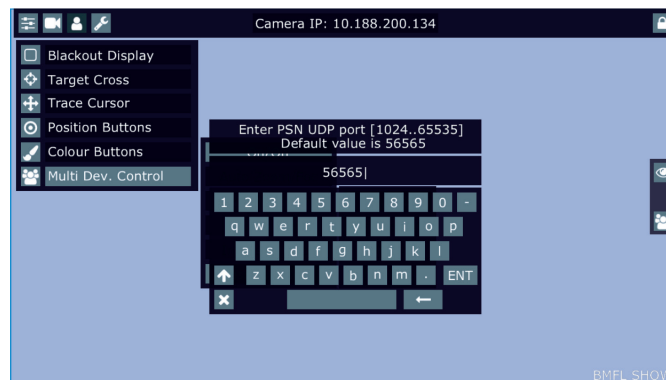 Camera IP: 10.188.200.134
Blackout Display
Target Cross
Trace Cursor
Position Buttons
Colour Buttons
Multi Dev. Control
Enter PSN UDP port [1024..65535]
Default value is 56565
56565
1 2 3 4 5 6 7 8 9 0 -
q w e r t y u i o p
a s d f g h j k l
z x c v b n m . ENT
BMFL SHOW